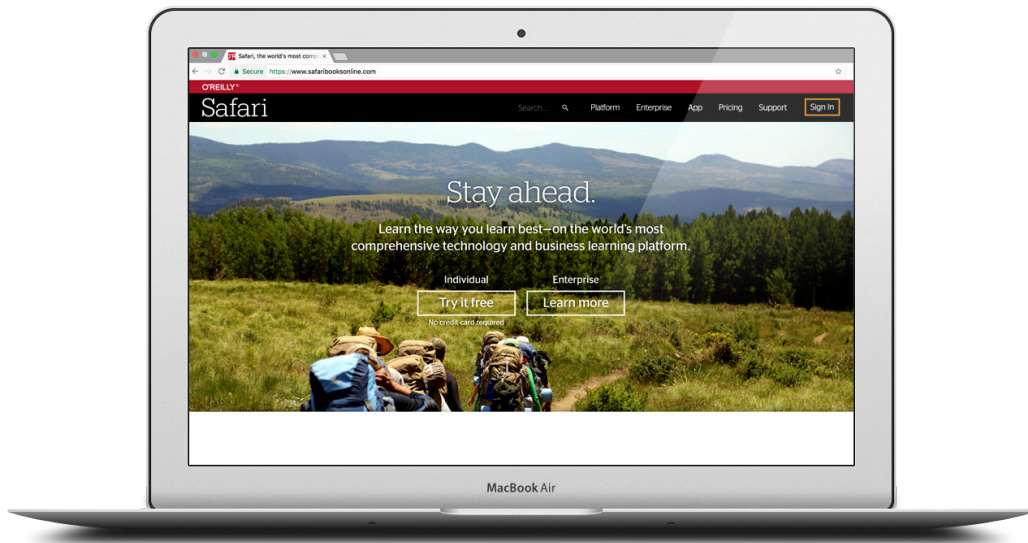 Safari, the world's most comp
Secure https://www.safaribooksonline.com
O'REILLY®
Safari
Search... Platform Enterprise App Pricing Support Sign In
Stay ahead.
Learn the way you learn best—on the world's most
comprehensive technology and business learning platform.
Individual Enterprise
Try it free Learn more
No credit card required
MacBook Air